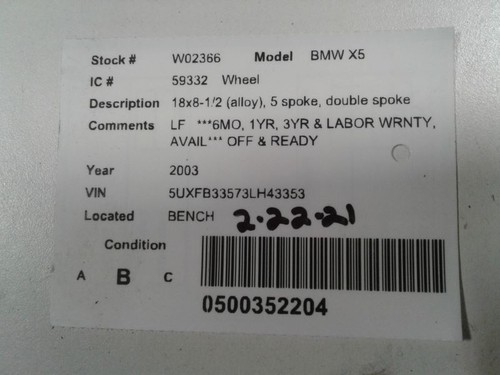 Stock # W02366 Model BMW X5
IC # 59332 Wheel
Description 18x8-1/2 (alloy), 5 spoke, double spoke
Comments LF ***6MO, 1YR, 3YR & LABOR WRNTY,
AVAIL*** OFF & READY
Year 2003
VIN 5UXFB33573LH43353
Located BENCH 2-22-21
Condition
A B C
0500352204